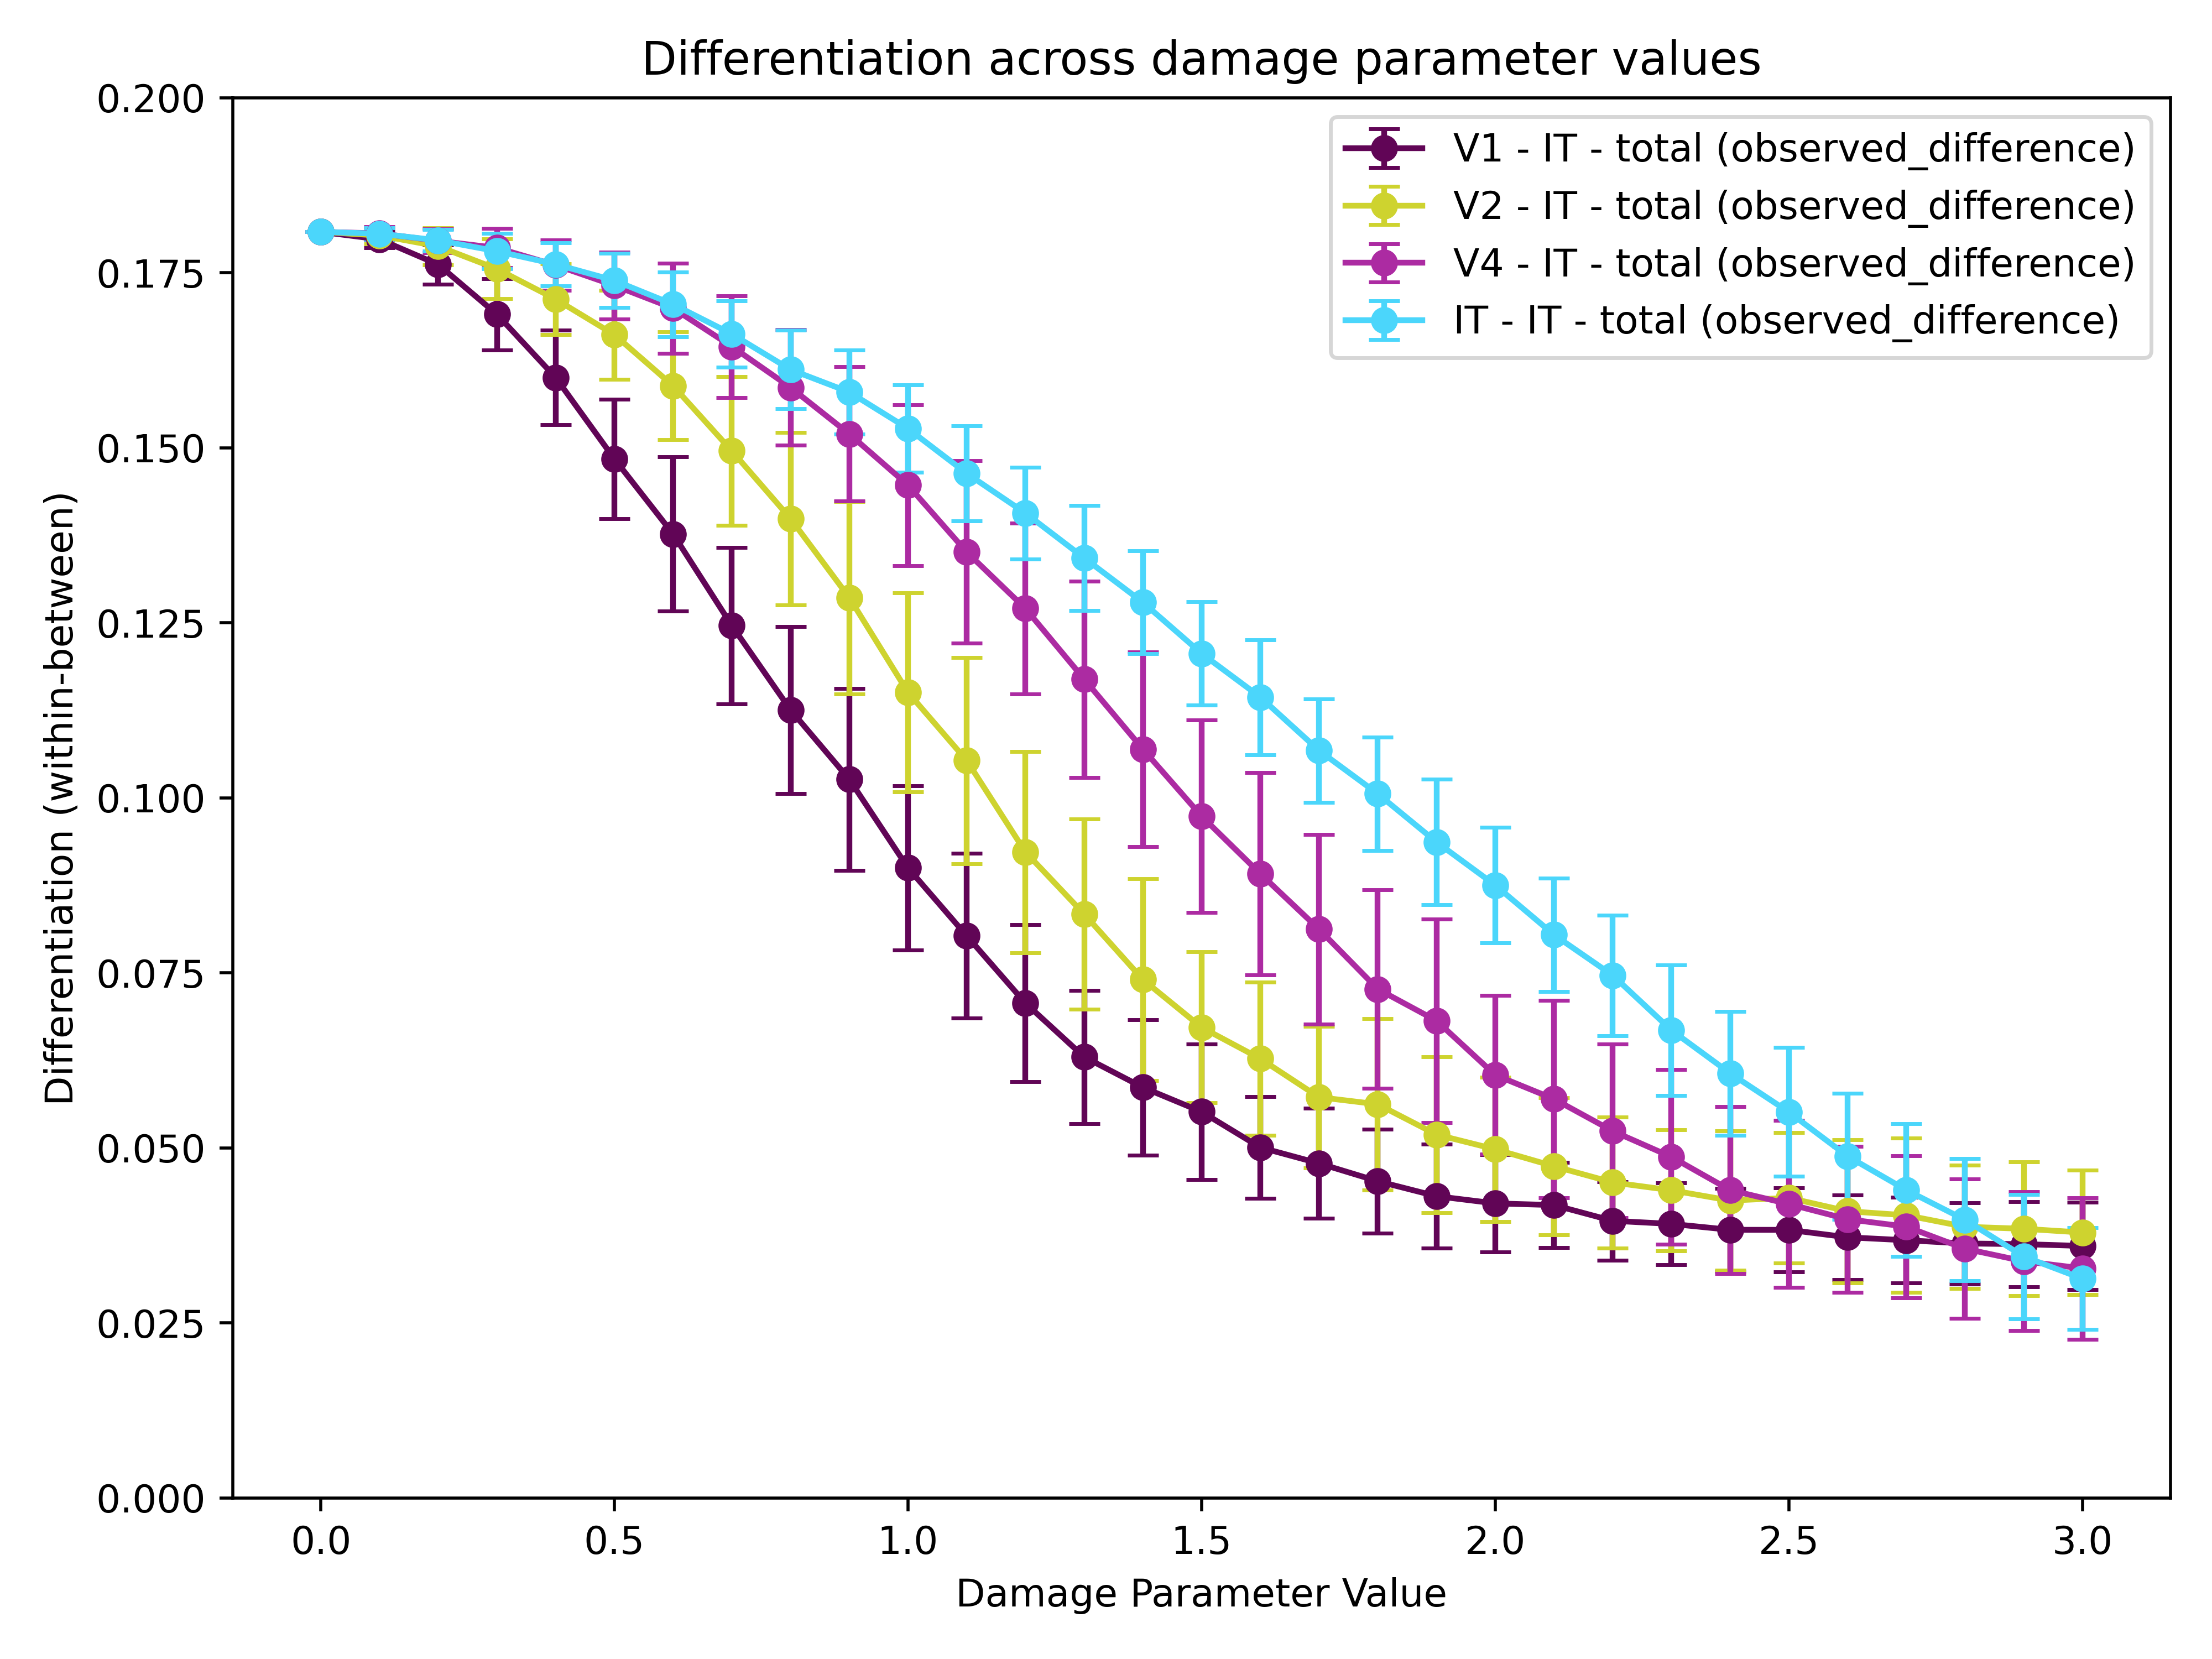 Differentiation across damage parameter values
V1 - IT - total (observed_difference)
V2 - IT - total (observed_difference)
V4 - IT - total (observed_difference)
IT - IT - total (observed_difference)
Differentiation (within-between)
0.200
0.175
0.150
0.125
0.100
0.075
0.050
0.025
0.000
0.0 0.5 1.0 1.5 2.0 2.5 3.0
Damage Parameter Value